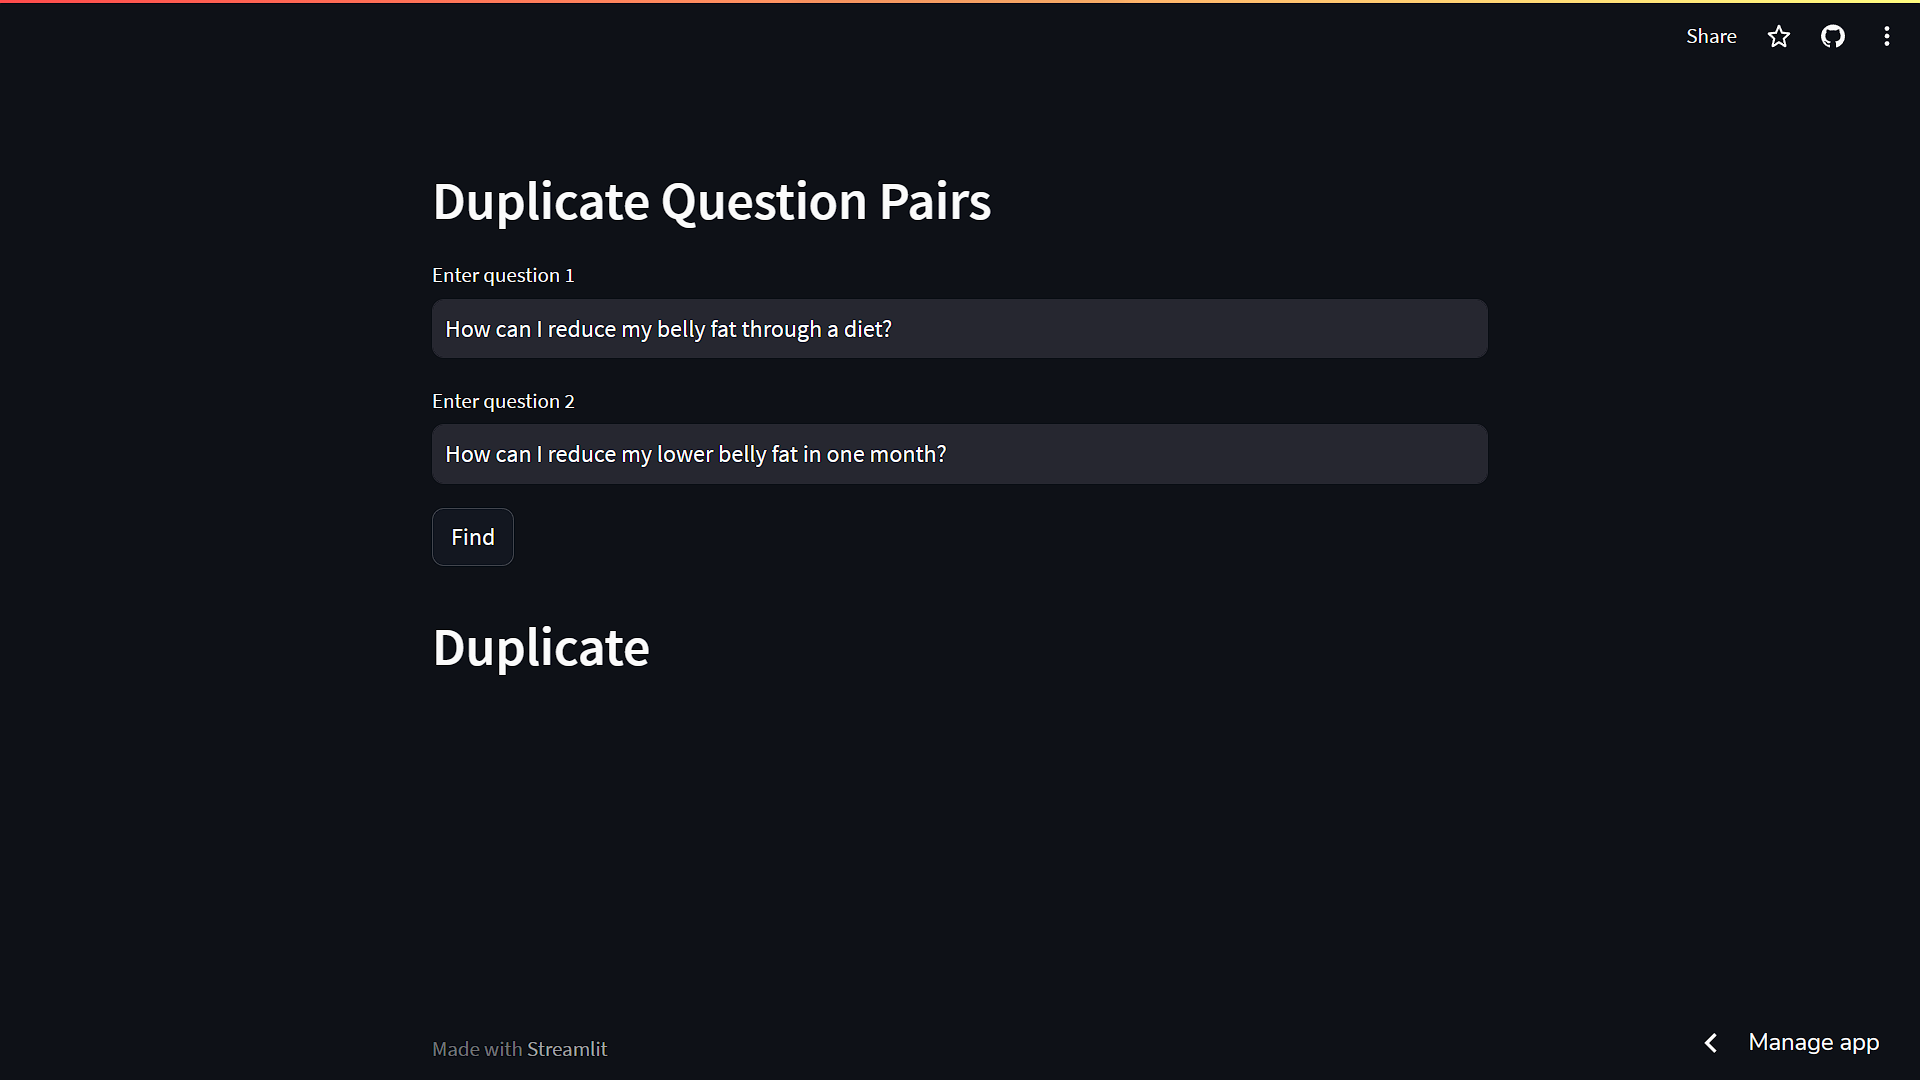 Share
Duplicate Question Pairs
Enter question 1
How can I reduce my belly fat through a diet?
Enter question 2
How can I reduce my lower belly fat in one month?
Find
Duplicate
Made with Streamlit
Manage app